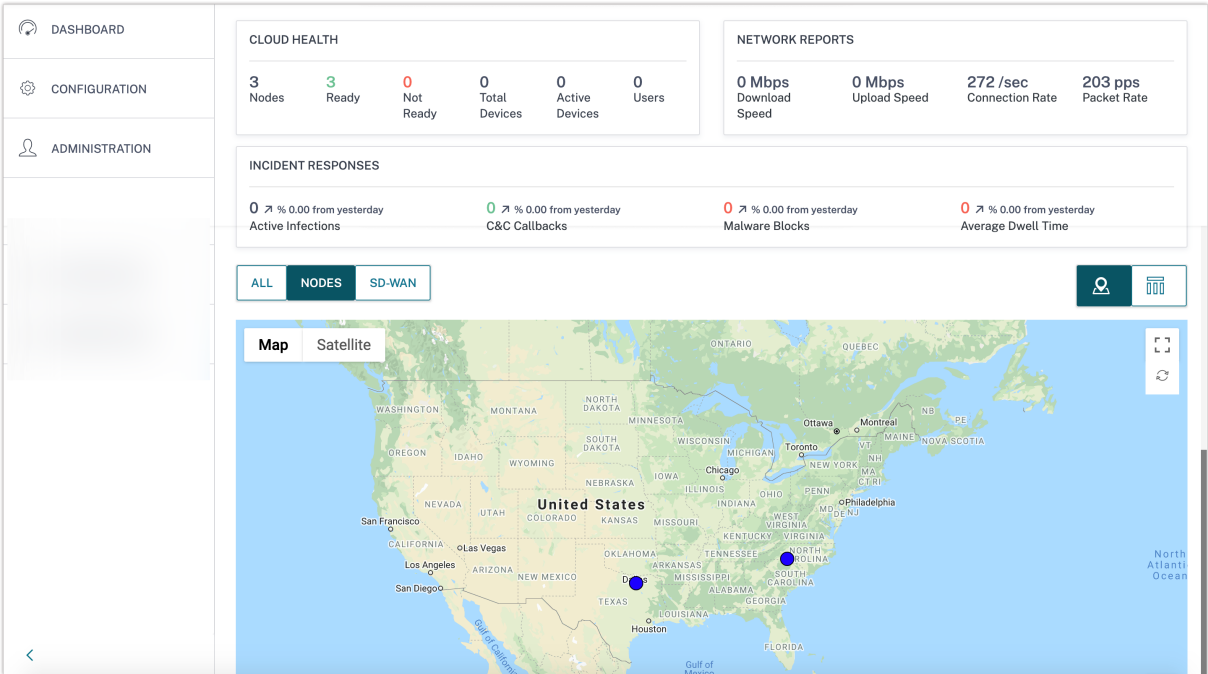 DASHBOARD
CONFIGURATION
ADMINISTRATION
CLOUD HEALTH
3
Nodes
3
Ready
0
Not
Ready
0
Total
Devices
0
Active
Devices
0
Users
NETWORK REPORTS
0 Mbps
Download
Speed
0 Mbps
Upload Speed
272 /sec
Connection Rate
203 pps
Packet Rate
INCIDENT RESPONSES
0 % 0.00 from yesterday
Active Infections
0 % 0.00 from yesterday
C&C Callbacks
0 % 0.00 from yesterday
Malware Blocks
0 % 0.00 from yesterday
Average Dwell Time
ALL NODES SD-WAN
Map Satellite
ONTARIO
QUEBEC
WASHINGTON
MONTANA
NORTH
DAKOTA
MINNESOTA
Ottawa
Montreal
NB
PE
MAINE
NOVA SCOTIA
OREGON
IDAHO
WYOMING
SOUTH
DAKOTA
WISCONSIN
MICHIGAN
Toronto
VT
NH
NEW YORK
MA
CT RI
Chicago
IOWA
NEBRASKA
ILLINOIS
INDIANA
OHIO
PENN
Philadelphia
MD
DE
NJ
NEVADA
UTAH
United States
COLORADO
KANSAS
MISSOURI
WEST
VIRGINIA
KENTUCKY
VIRGINIA
San Francisco
CALIFORNIA
Las Vegas
Los Angeles
San Diego
ARIZONA
NEW MEXICO
OKLAHOMA
ARKANSAS
TENNESSEE
NORTH
SOUTH
CAROLINA
MISSISSIPPI
ALABAMA
GEORGIA
TEXAS
LOUISIANA
Houston
FLORIDA
Gulf of California
Gulf of
Mexico
North
Atlanti
Ocean